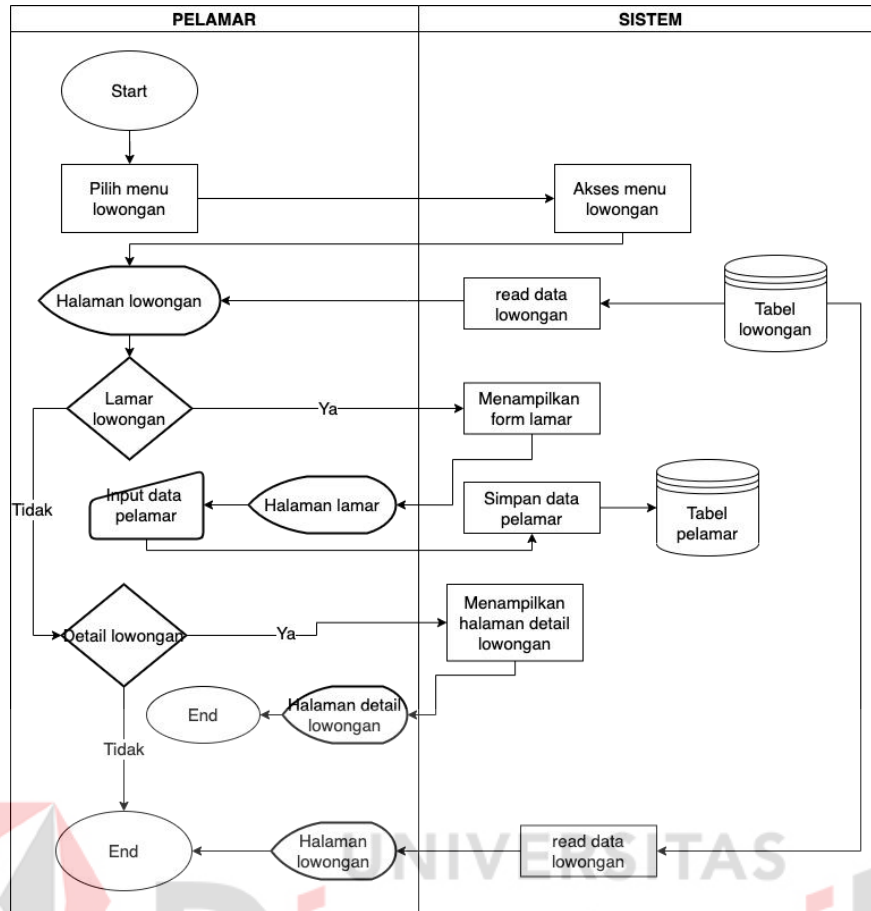 PELAMAR
SISTEM
Start
Pilih menu
lowongan
Akses menu
lowongan
Halaman lowongan
read data
lowongan
Tabel
lowongan
Lamar
lowongan
Ya
Menampilkan
form lamar
Tidak
Input data
pelamar
Halaman lamar
Simpan data
pelamar
Tabel
pelamar
Detail lowongan
Ya
Menampilkan
halaman detail
lowongan
End
Halaman detail
lowongan
Tidak
End
Halaman
lowongan
read data
lowongan
UNIVERSITAS